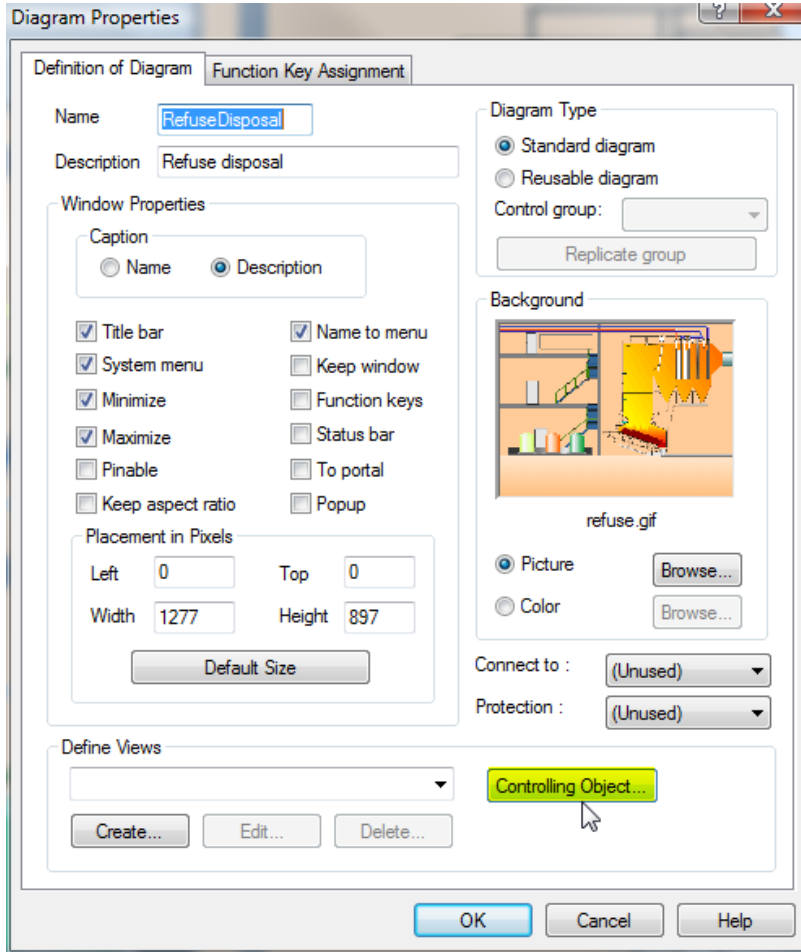 Diagram Properties
?
X
Definition of Diagram
Function Key Assignment
Name
RefuseDisposal
Description
Refuse disposal
Window Properties
Caption
Name
Description
Title bar
Name to menu
System menu
Keep window
Minimize
Function keys
Maximize
Status bar
Pinable
To portal
Keep aspect ratio
Popup
Placement in Pixels
Left
0
Top
0
Width
1277
Height
897
Default Size
Diagram Type
Standard diagram
Reusable diagram
Control group:
Replicate group
Background
refuse.gif
Picture
Browse...
Color
Browse...
Connect to :
(Unused)
Protection :
(Unused)
Define Views
Controlling Object...
Create...
Edit...
Delete...
OK
Cancel
Help